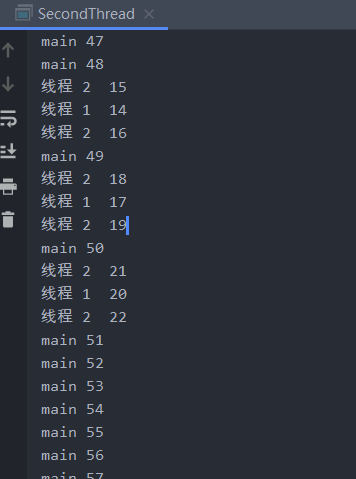 SecondThread
main 47
main 48
线程 2  15
线程 1  14
线程 2  16
main 49
线程 2  18
线程 1  17
线程 2  19
main 50
线程 2  21
线程 1  20
线程 2  22
main 51
main 52
main 53
main 54
main 55
main 56
main 57